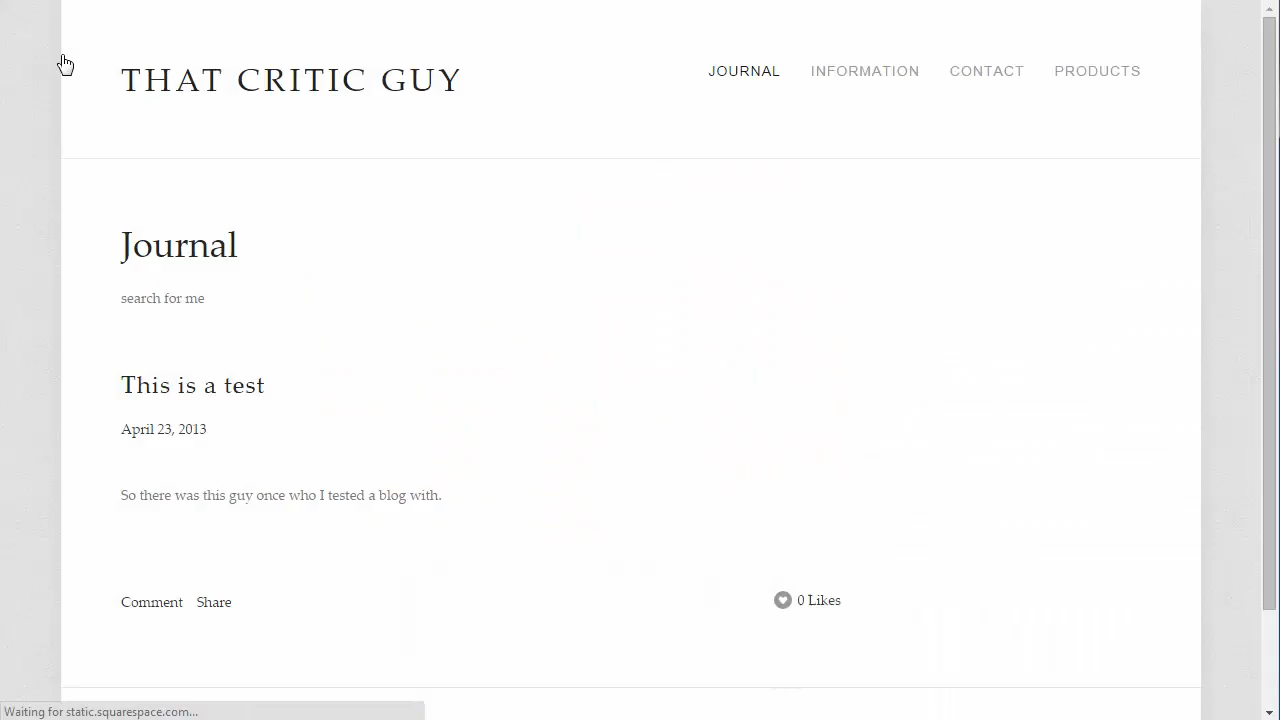 THAT CRITIC GUY
JOURNAL INFORMATION CONTACT PRODUCTS
Journal
search for me
This is a test
April 23, 2013
So there was this guy once who I tested a blog with.
Comment Share 0 Likes
Waiting for static.squarespace.com...